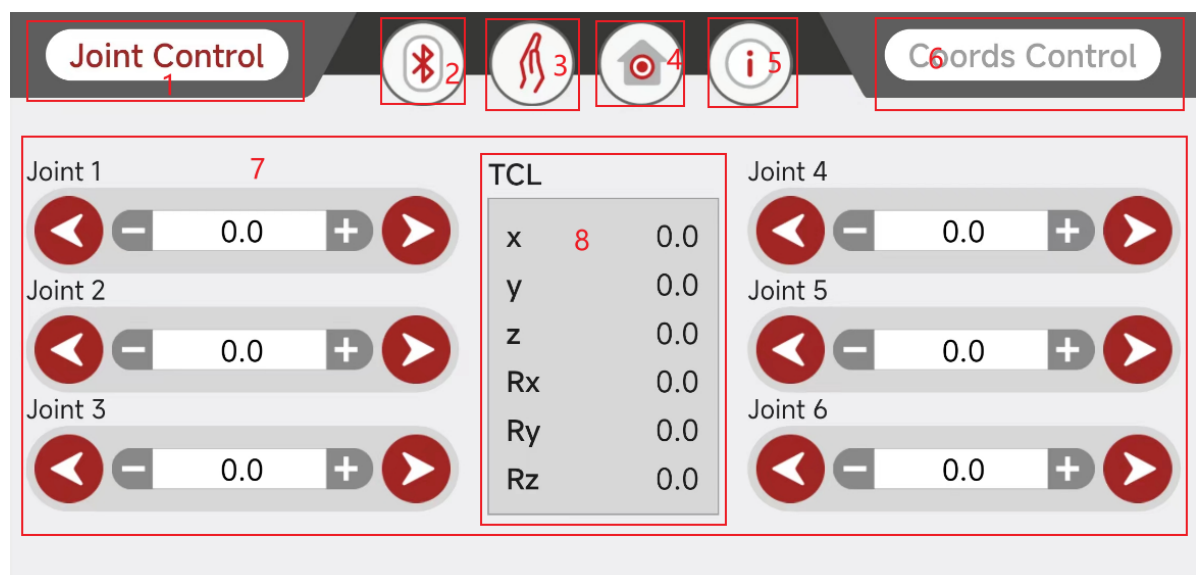 Joint Control
1
2
3
4
i
5
Coords Control
6
Joint 1
7
0.0
Joint 2
0.0
Joint 3
0.0
TCL
8
x 0.0
y 0.0
z 0.0
Rx 0.0
Ry 0.0
Rz 0.0
Joint 4
0.0
Joint 5
0.0
Joint 6
0.0